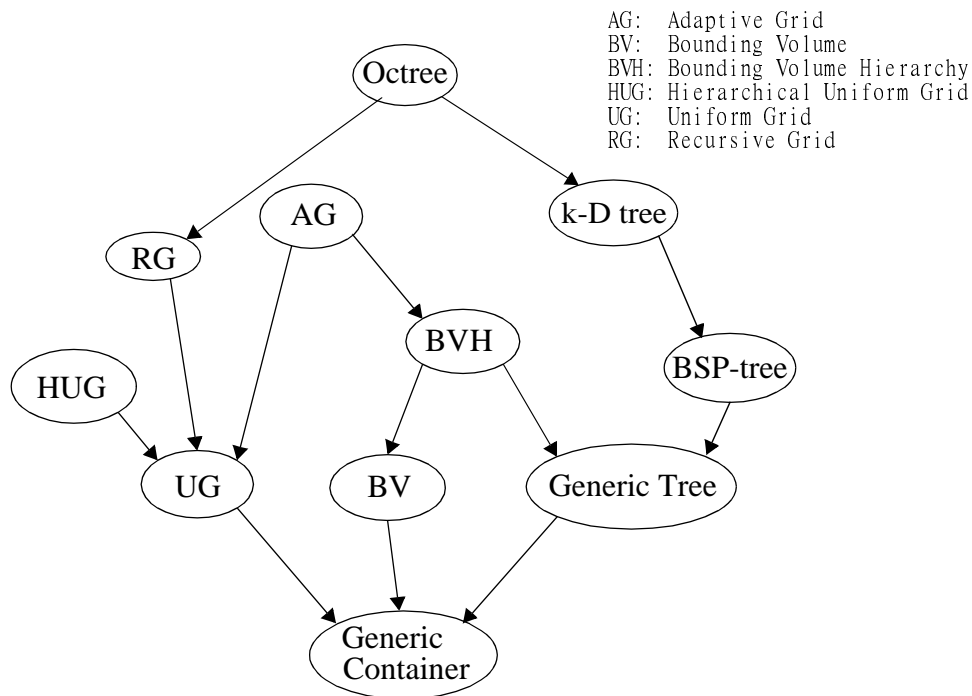 AG: Adaptive Grid
BV: Bounding Volume
BVH: Bounding Volume Hierarchy
HUG: Hierarchical Uniform Grid
UG: Uniform Grid
RG: Recursive Grid
Octree
AG
k-D tree
RG
BVH
HUG
BSP-tree
UG
BV
Generic Tree
Generic
Container